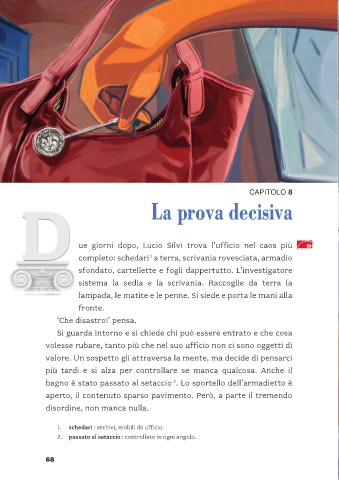 CAPITOLO 8
La prova decisiva
Due giorni dopo, Lucio Silvi trova l'ufficio nel caos più
completo: schedari¹ a terra, scrivania rovesciata, armadio
sfondato, cartellette e fogli dappertutto. L'investigatore
sistema la sedia e la scrivania. Raccoglie da terra la
lampada, le matite e le penne. Si siede e porta le mani alla
fronte.
'Che disastro!' pensa.
Si guarda intorno e si chiede chi può essere entrato e che cosa
volesse rubare, tanto più che nel suo ufficio non ci sono oggetti di
valore. Un sospetto gli attraversa la mente, ma decide di pensarci
più tardi e si alza per controllare se manca qualcosa. Anche il
bagno è stato passato al setaccio². Lo sportello dell'armadietto è
aperto, il contenuto sparso pavimento. Però, a parte il tremendo
disordine, non manca nulla.
1. schedari : archivi, mobili da ufficio.
2. passato al setaccio : controllato in ogni angolo.
68